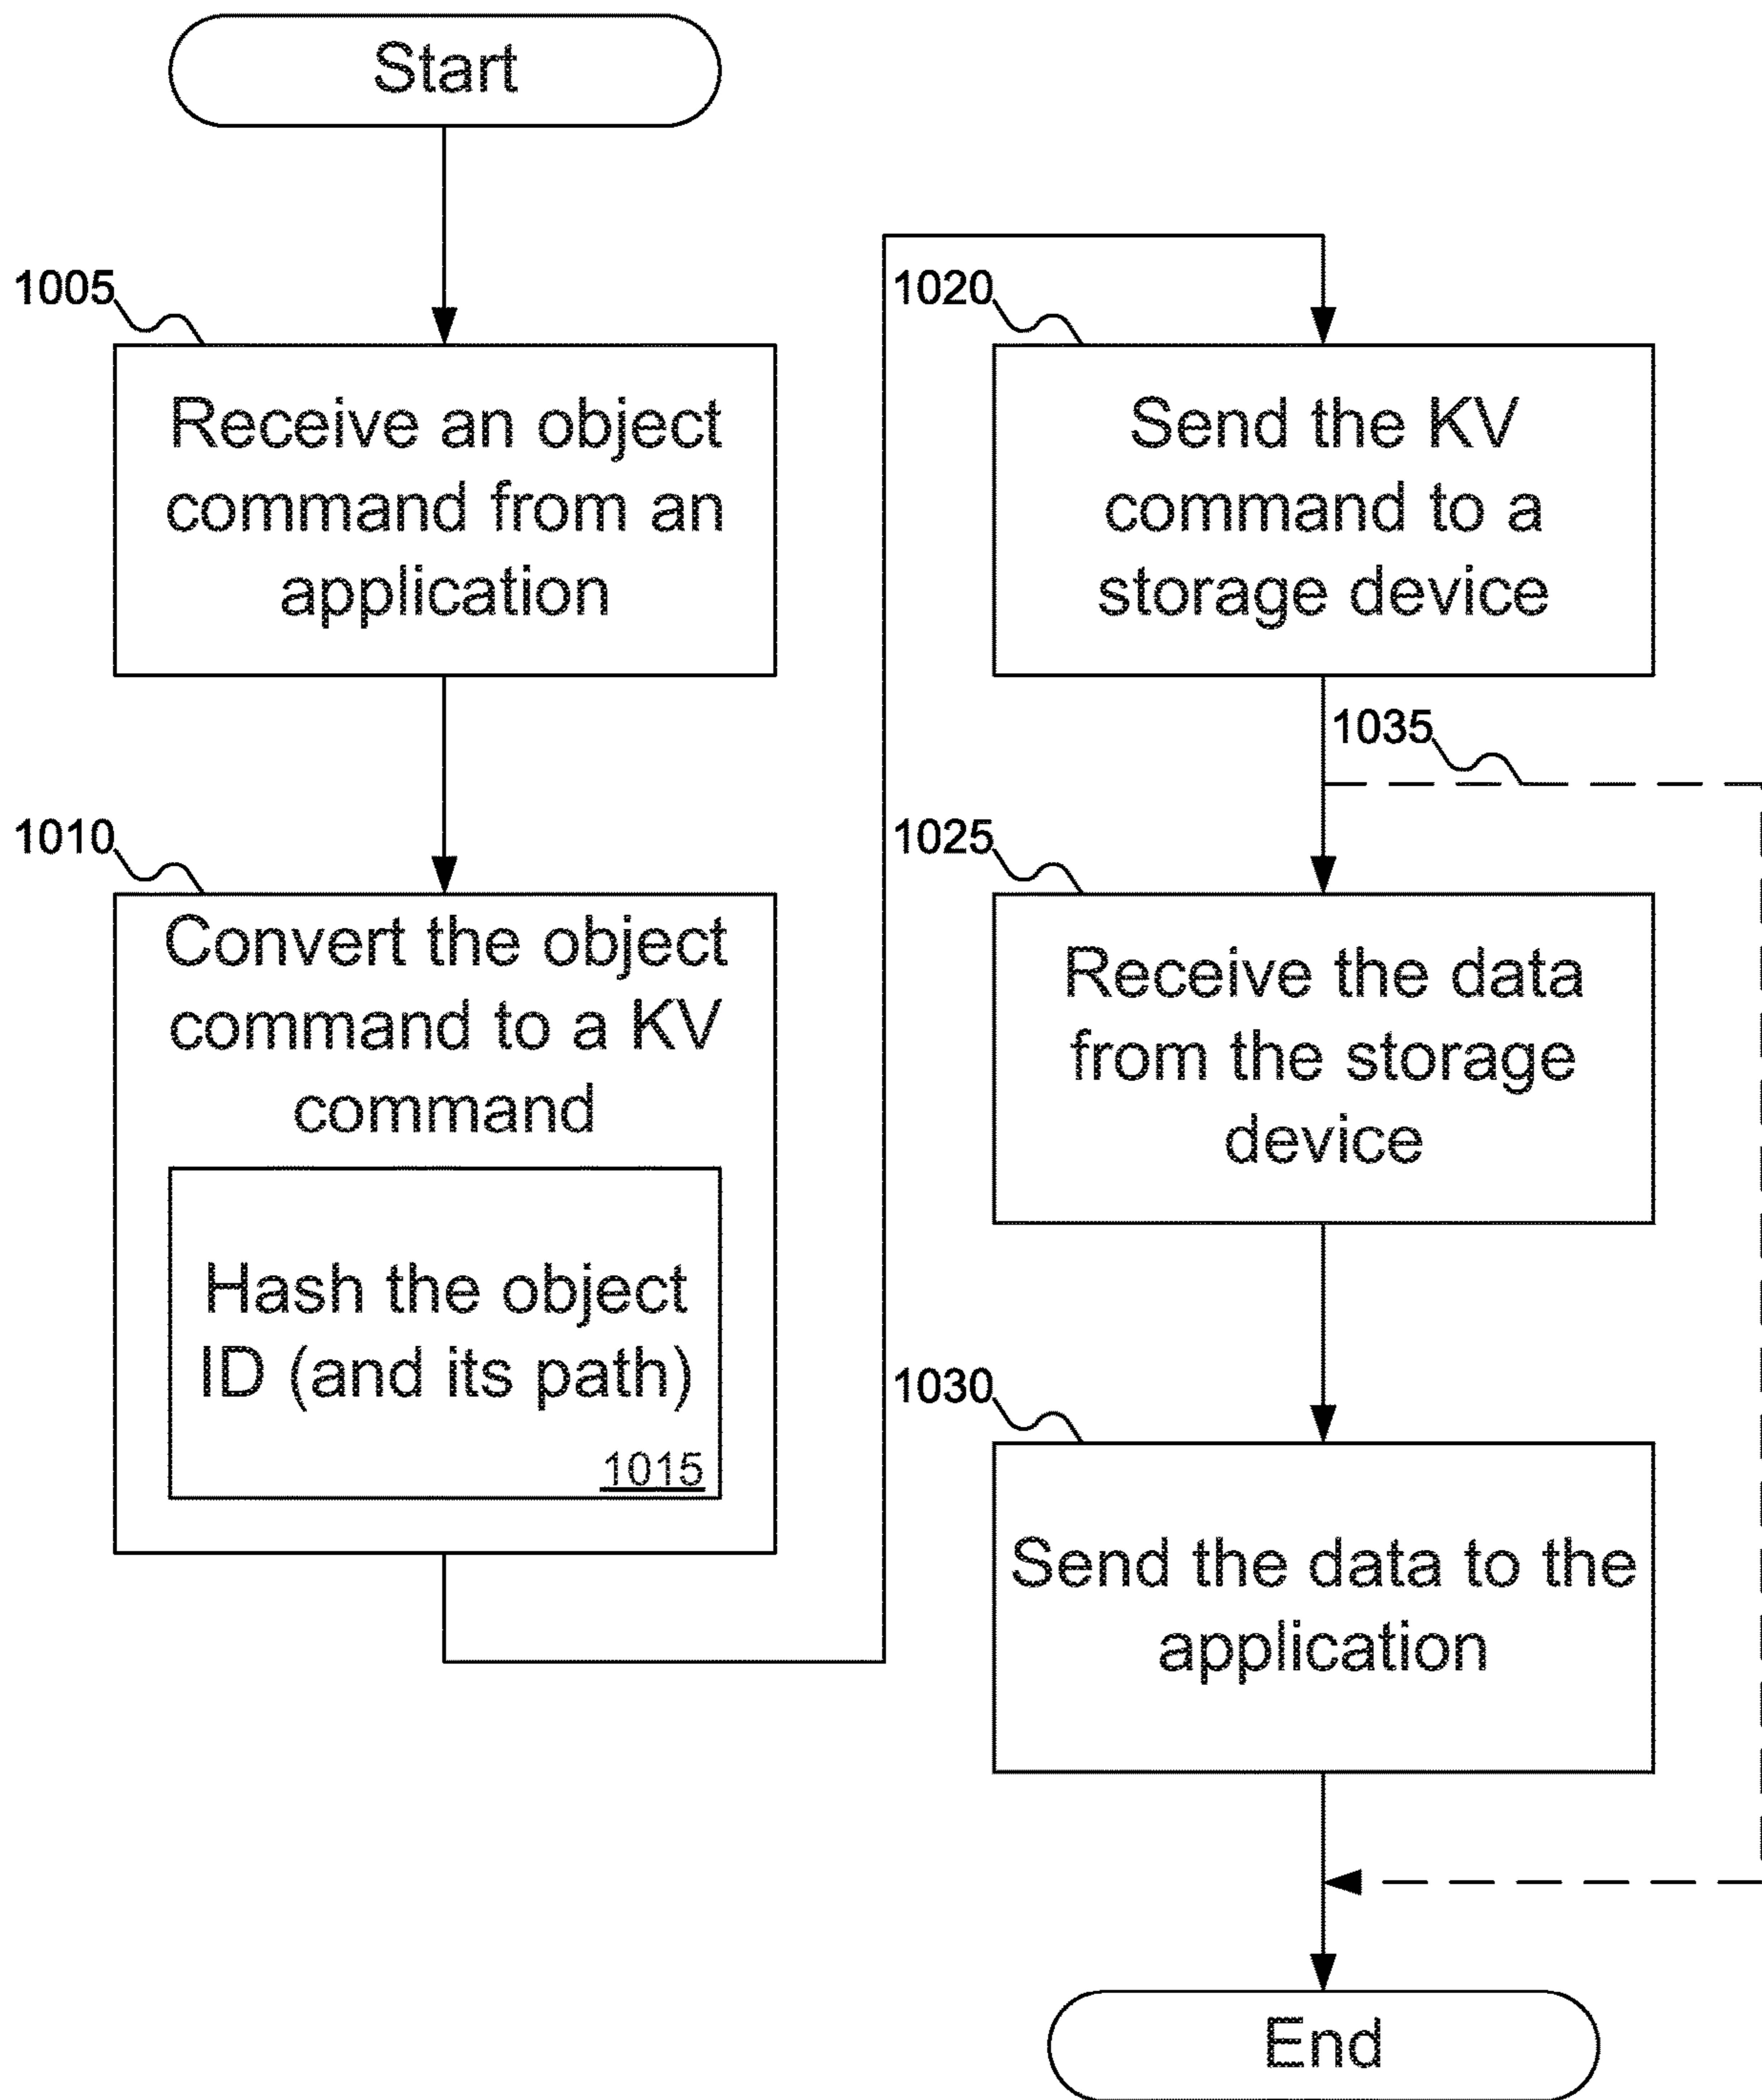 Start
1005
Receive an object
command from an
application
1010
Convert the object
command to a KV
command
Hash the object
ID (and its path)
1015
1020
Send the KV
command to a
storage device
1035
1025
Receive the data
from the storage
device
1030
Send the data to the
application
End